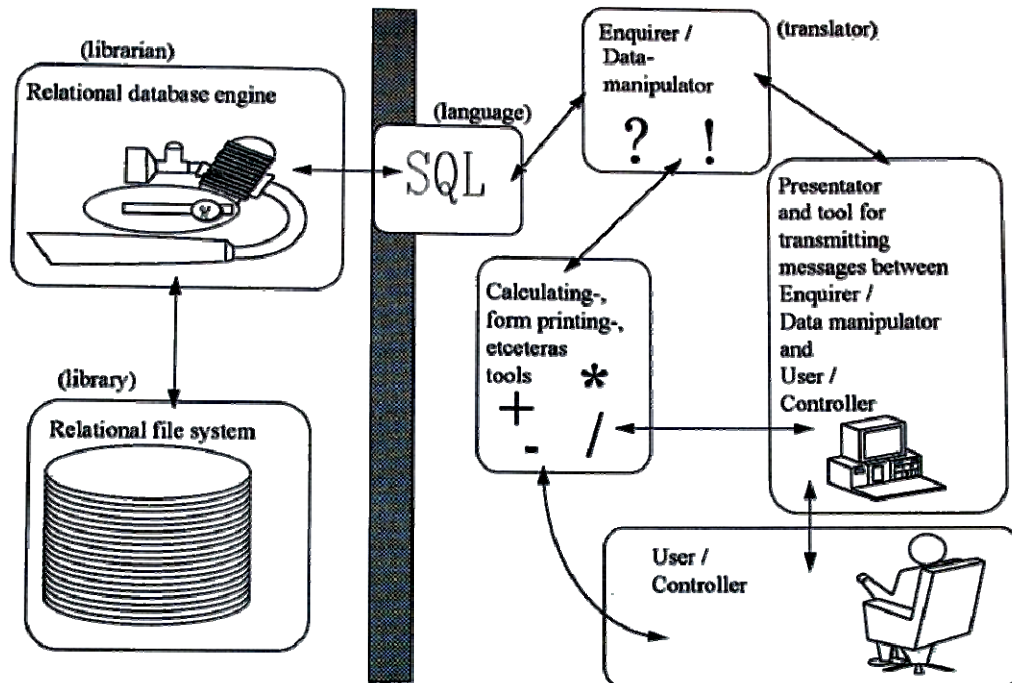 (librarian)
Relational database engine
(library)
Relational file system
(language)
SQL
(translator)
Enquirer /
Data-
manipulator
? !
Calculating-,
form printing-,
etceteras
tools
*
+
- /
Presentator
and tool for
transmitting
messages between
Enquirer /
Data manipulator
and
User /
Controller
User /
Controller